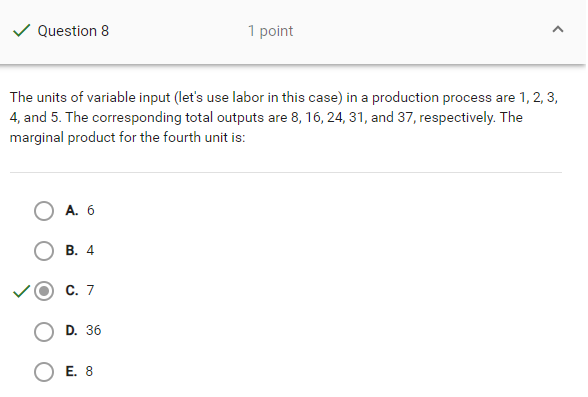 Question 8 1 point
The units of variable input (let's use labor in this case) in a production process are 1, 2, 3,
4, and 5. The corresponding total outputs are 8, 16, 24, 31, and 37, respectively. The
marginal product for the fourth unit is:
A. 6
B. 4
C. 7
D. 36
E. 8